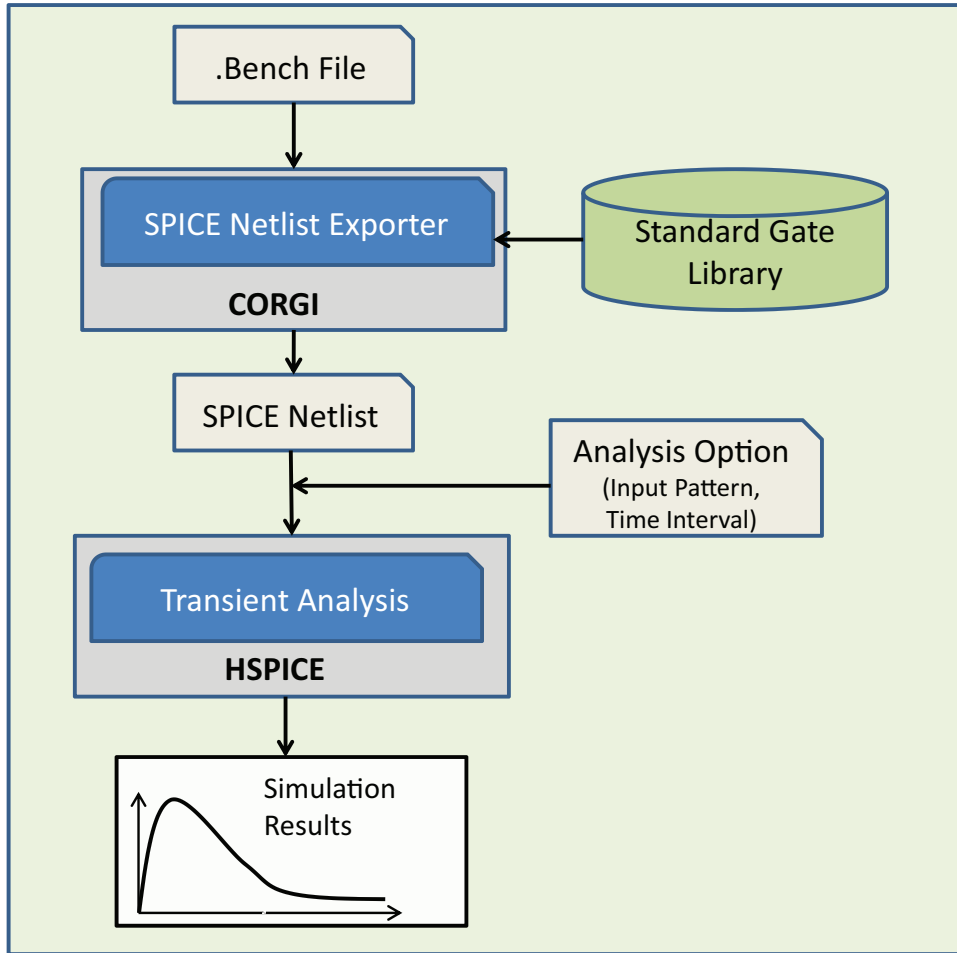 .Bench File
SPICE Netlist Exporter
CORGI
Standard Gate
Library
SPICE Netlist
Analysis Option
(Input Pattern,
Time Interval)
Transient Analysis
HSPICE
Simulation
Results